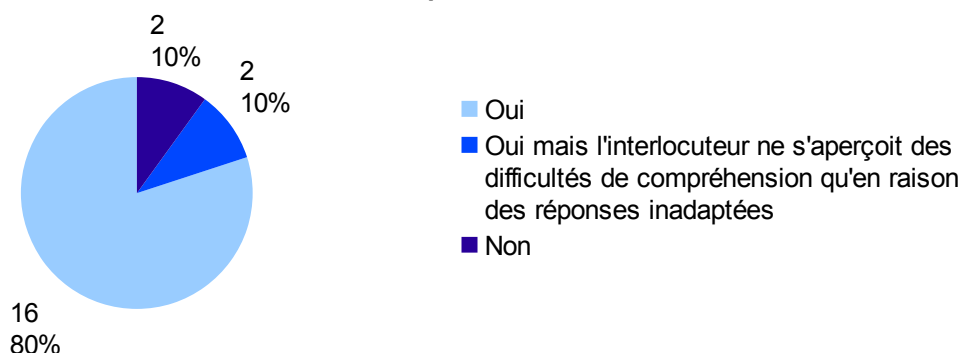 2
10%
2
10%
Oui
Oui mais l'interlocuteur ne s'aperçoit des
difficultés de compréhension qu'en raison
des réponses inadaptées
Non
16
80%